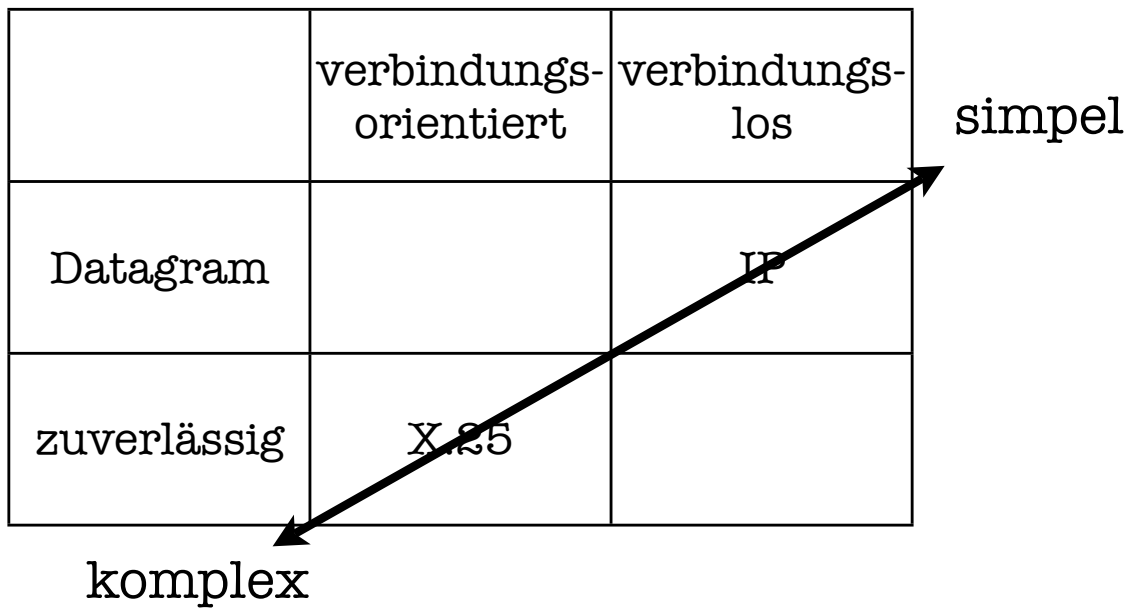 verbindungs-
orientiert
verbindungs-
los
simpel
Datagram
IP
zuverlässig
X.25
komplex